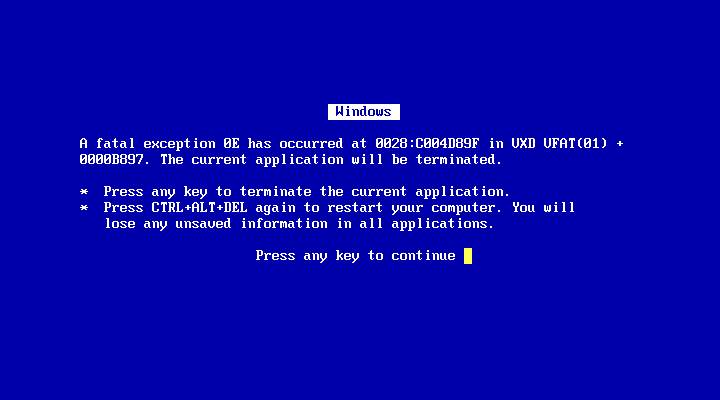 Windows
A fatal exception 0E has occurred at 0028:C004D89F in VXD VFAT(01) +
0000B897. The current application will be terminated.
* Press any key to terminate the current application.
* Press CTRL+ALT+DEL again to restart your computer. You will
lose any unsaved information in all applications.
Press any key to continue